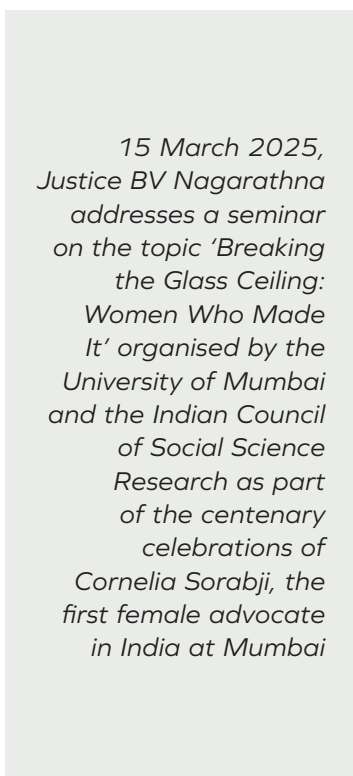 15 March 2025,
Justice BV Nagarathna
addresses a seminar
on the topic ‘Breaking
the Glass Ceiling:
Women Who Made
It’ organised by the
University of Mumbai
and the Indian Council
of Social Science
Research as part
of the centenary
celebrations of
Cornelia Sorabji, the
first female advocate
in India at Mumbai